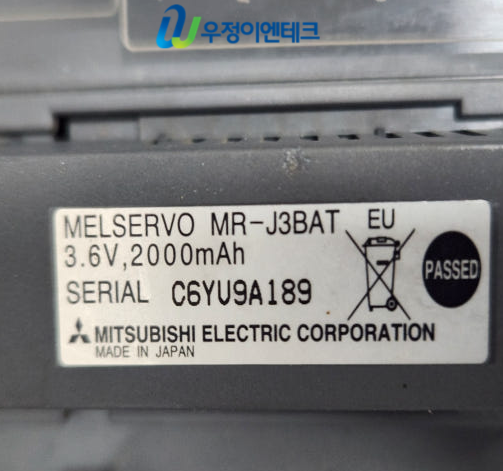 우정이엔테크
MELSERVO MR-J3BAT EU
3.6V,2000mAh
PASSED
SERIAL C6YU9A189
MITSUBISHI ELECTRIC CORPORATION
MADE IN JAPAN